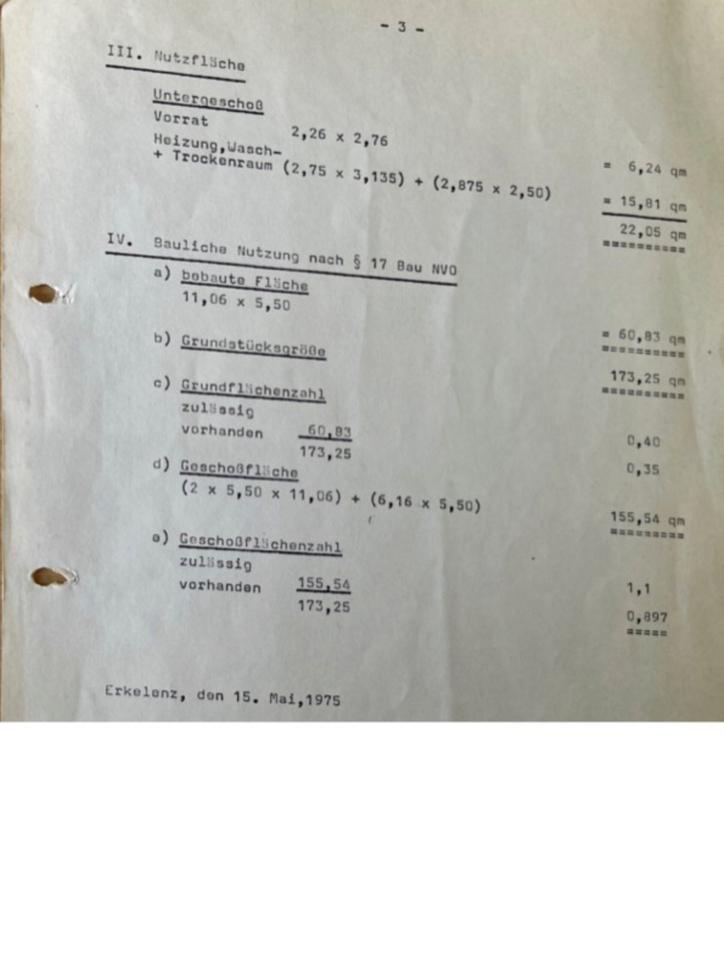 - 3 -
III. Nutzfläche
Untergeschoß
Vorrat 2,26 x 2,76 = 6,24 qm
Heizung,Wasch-
+ Trockenraum (2,75 x 3,135) + (2,875 x 2,50) = 15,81 qm
22,05 qm
==========
IV. Bauliche Nutzung nach § 17 Bau NVO
a) bebaute Fläche
11,06 x 5,50 = 60,83 qm
==========
b) Grundstücksgröße 173,25 qm
==========
c) Grundflächenzahl
zulässig 0,40
vorhanden 60,83 0,35
173,25
d) Geschoßfläche
(2 x 5,50 x 11,06) + (6,16 x 5,50) 155,54 qm
=========
e) Geschoßflächenzahl
zulässig 1,1
vorhanden 155,54 0,897
173,25 =====
Erkelenz, den 15. Mai,1975